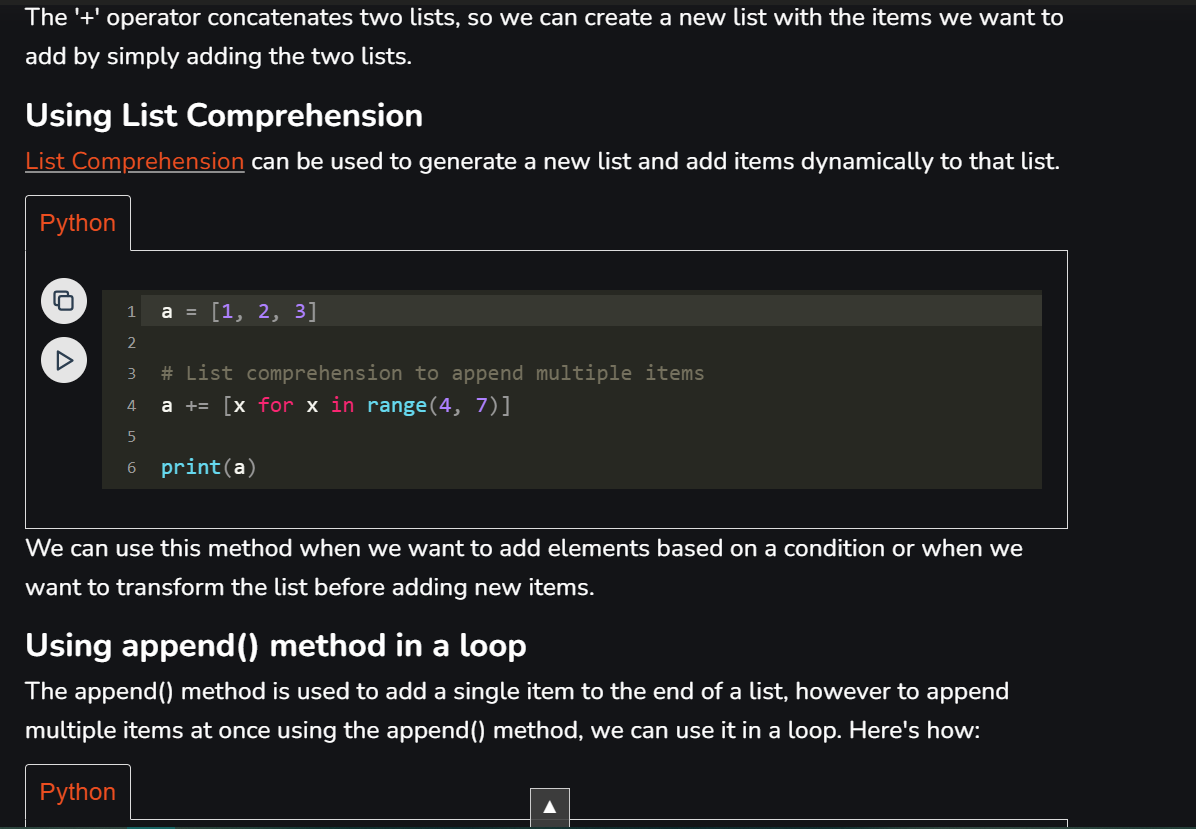 The '+' operator concatenates two lists, so we can create a new list with the items we want to
add by simply adding the two lists.
Using List Comprehension
List Comprehension can be used to generate a new list and add items dynamically to that list.
Python
1 a = [1, 2, 3]
2
3 # List comprehension to append multiple items
4 a += [x for x in range(4, 7)]
5
6 print(a)
We can use this method when we want to add elements based on a condition or when we
want to transform the list before adding new items.
Using append() method in a loop
The append() method is used to add a single item to the end of a list, however to append
multiple items at once using the append() method, we can use it in a loop. Here's how:
Python